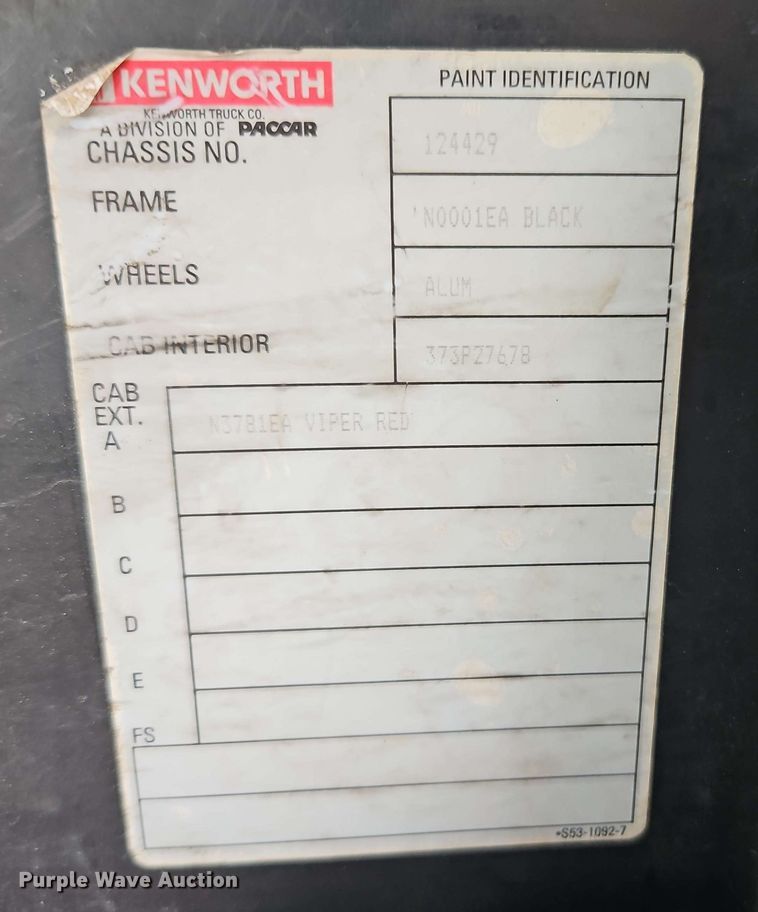 KENWORTH
PAINT IDENTIFICATION
KENWORTH TRUCK CO.
A DIVISION OF PACCAR
CHASSIS NO. 124429
FRAME 'N0001EA BLACK
WHEELS ALUM
CAB INTERIOR 373P27678
CAB
EXT.
A N3781EA VIPER RED
B
C
D
E
FS
*S53-1092-7
Purple Wave Auction